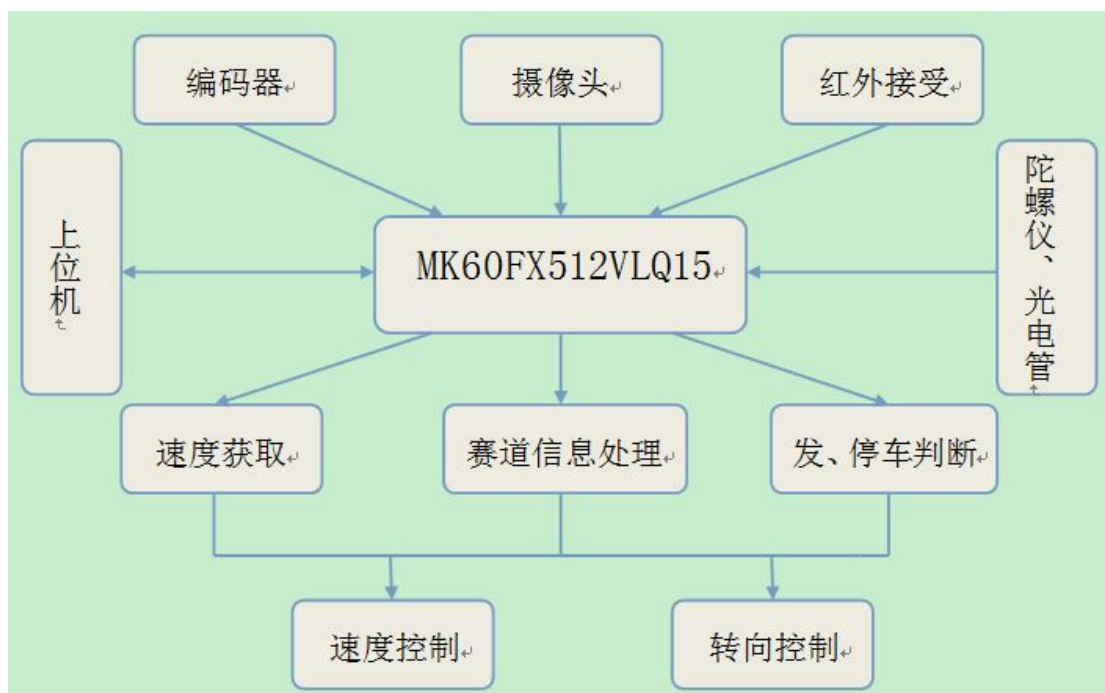 编码器
摄像头
红外接受
上位机
MK60FX512VLQ15
陀螺仪、光电管
速度获取
赛道信息处理
发、停车判断
速度控制
转向控制